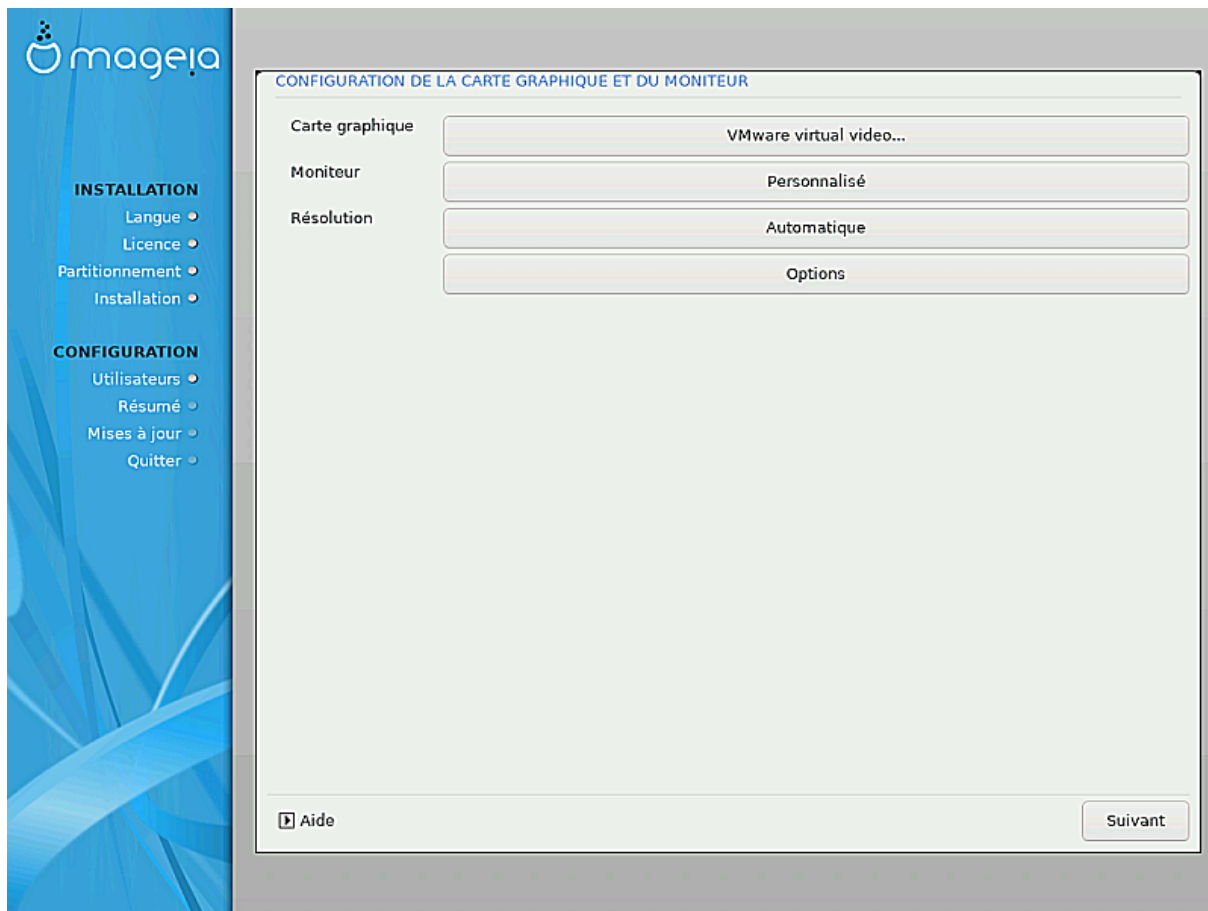 mageia
INSTALLATION
Langue
Licence
Partitionnement
Installation
CONFIGURATION
Utilisateurs
Résumé
Mises à jour
Quitter
CONFIGURATION DE LA CARTE GRAPHIQUE ET DU MONITEUR
Carte graphique
VMware virtual video...
Moniteur
Personnalisé
Résolution
Automatique
Options
Aide
Suivant